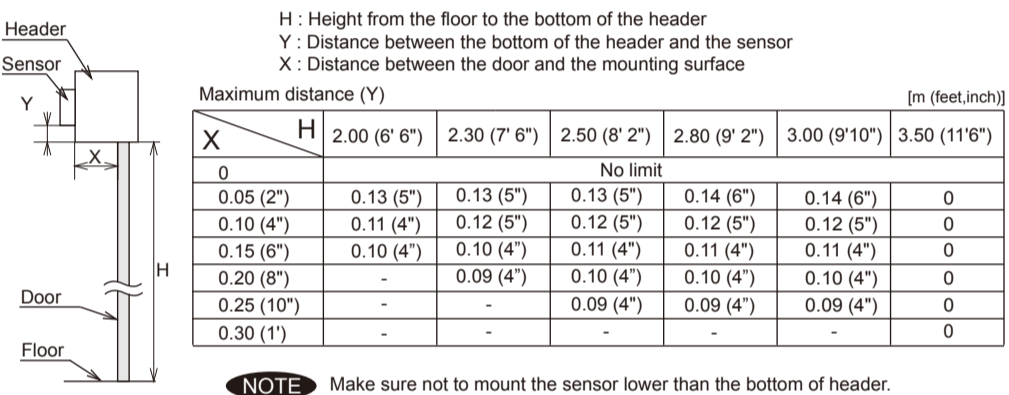 H : Height from the floor to the bottom of the header
Y : Distance between the bottom of the header and the sensor
X : Distance between the door and the mounting surface
Header
Sensor
Y
X
H
Door
Floor
Maximum distance (Y) [m (feet,inch)]
X H 2.00 (6' 6") 2.30 (7' 6") 2.50 (8' 2") 2.80 (9' 2") 3.00 (9'10") 3.50 (11'6")
0 No limit
0.05 (2") 0.13 (5") 0.13 (5") 0.13 (5") 0.14 (6") 0.14 (6") 0
0.10 (4") 0.11 (4") 0.12 (5") 0.12 (5") 0.12 (5") 0.12 (5") 0
0.15 (6") 0.10 (4”) 0.10 (4”) 0.11 (4") 0.11 (4") 0.11 (4") 0
0.20 (8") - 0.09 (4”) 0.10 (4”) 0.10 (4”) 0.10 (4") 0
0.25 (10") - - 0.09 (4") 0.09 (4”) 0.09 (4") 0
0.30 (1') - - - - - 0
NOTE Make sure not to mount the sensor lower than the bottom of header.